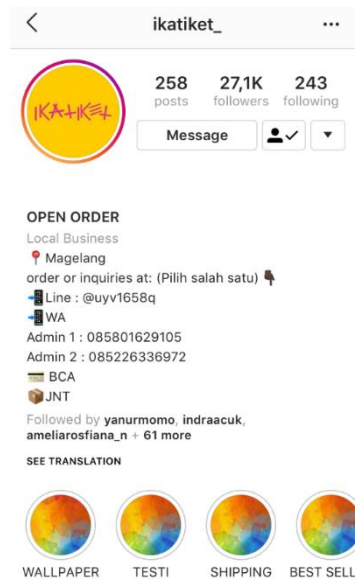 ikatiket_
IKATIKET
258 27,1K 243
posts followers following
Message
OPEN ORDER
Local Business
Magelang
order or inquiries at: (Pilih salah satu)
Line : @uyv1658q
WA
Admin 1 : 085801629105
Admin 2 : 085226336972
BCA
JNT
Followed by yanurmomo, indraacuk,
ameliarosfiana_n + 61 more
SEE TRANSLATION
WALLPAPER TESTI SHIPPING BEST SELL